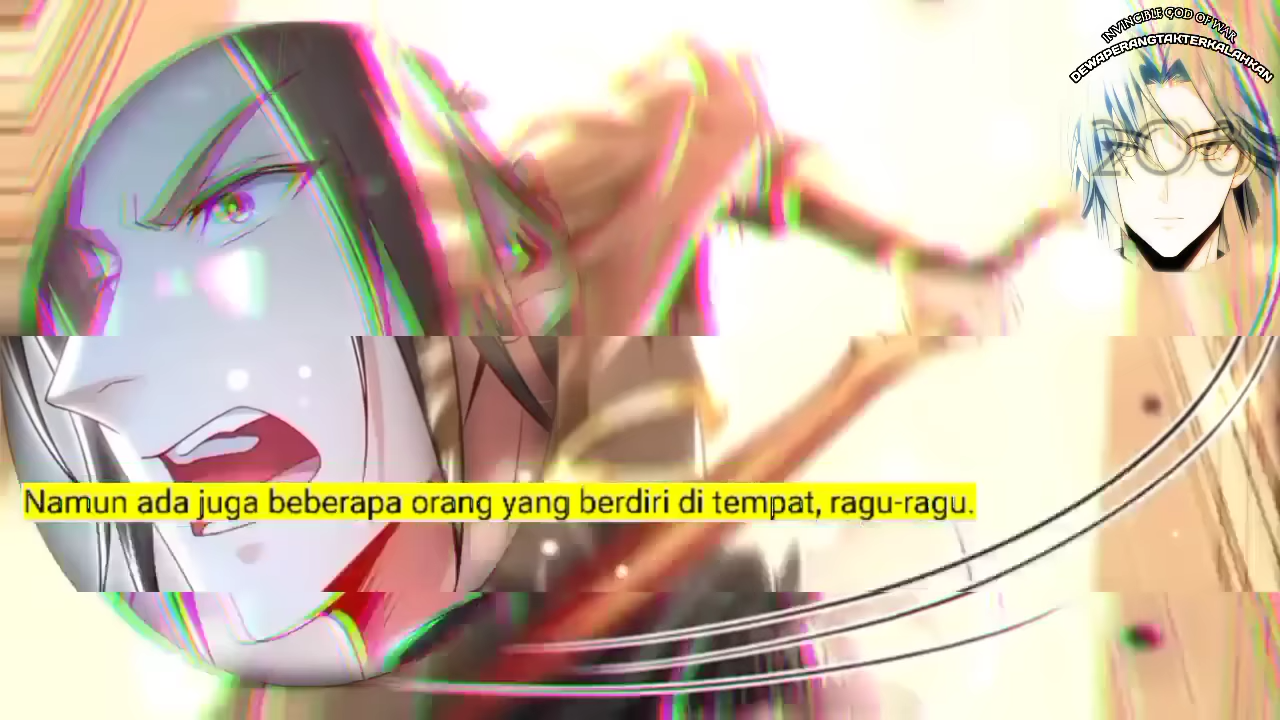 INVINCIBLE GOD OF WAR
DEWAPERANGTAKTERKALAHKAN
Namun ada juga beberapa orang yang berdiri di tempat, ragu-ragu.